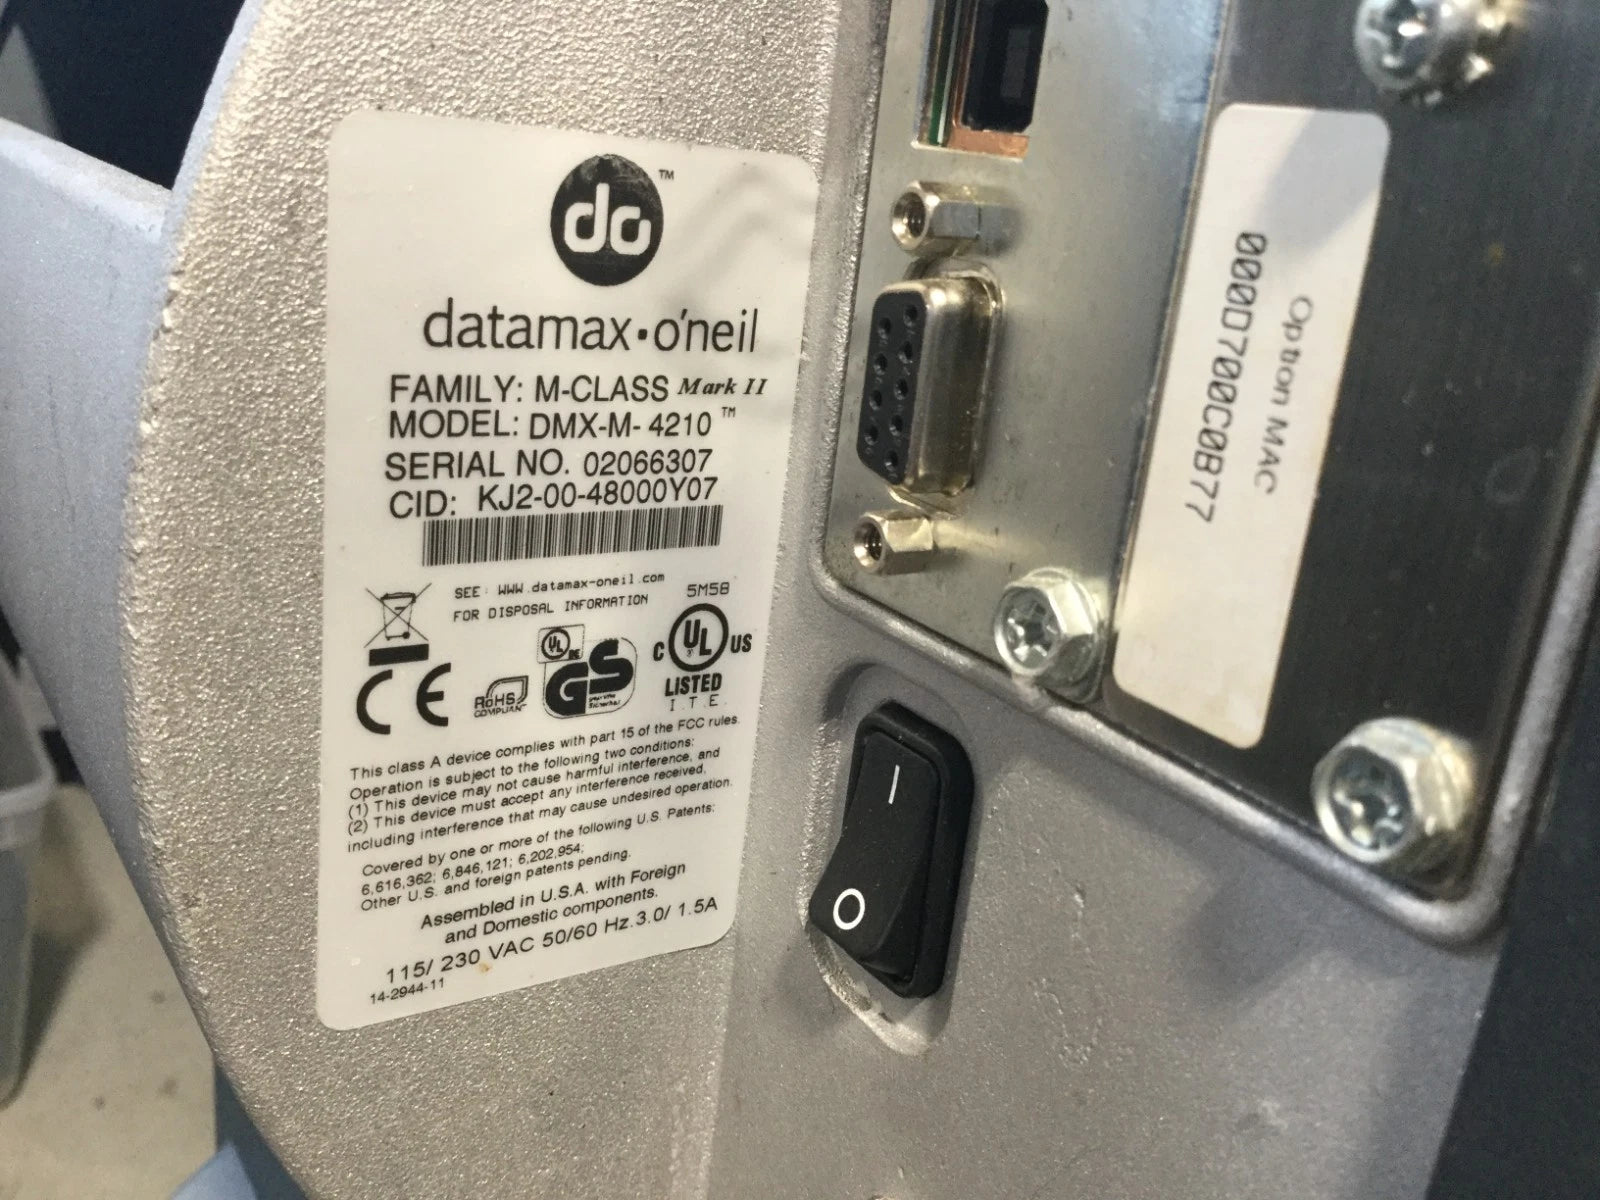 do™
datamax•o'neil
FAMILY: M-CLASS Mark II
MODEL: DMX-M-4210™
SERIAL NO. 02066307
CID: KJ2-00-48000Y07
SEE: WWW.datamax-oneil.com
FOR DISPOSAL INFORMATION
5M58
CE
RoHS
COMPLIANT
UL
GS
geprüfte
Sicherheit
C UL US
LISTED
I.T.E.
This class A device complies with part 15 of the FCC rules.
Operation is subject to the following two conditions:
(1) This device may not cause harmful interference, and
(2) This device must accept any interference received,
including interference that may cause undesired operation.
Covered by one or more of the following U.S. Patents:
6,616,362; 6,846,121; 6,202,954;
Other U.S. and foreign patents pending.
Assembled in U.S.A. with Foreign
and Domestic components.
115/ 230 VAC 50/60 Hz.3.0/ 1.5A
14-2944-11
Option MAC
000D700C0B77